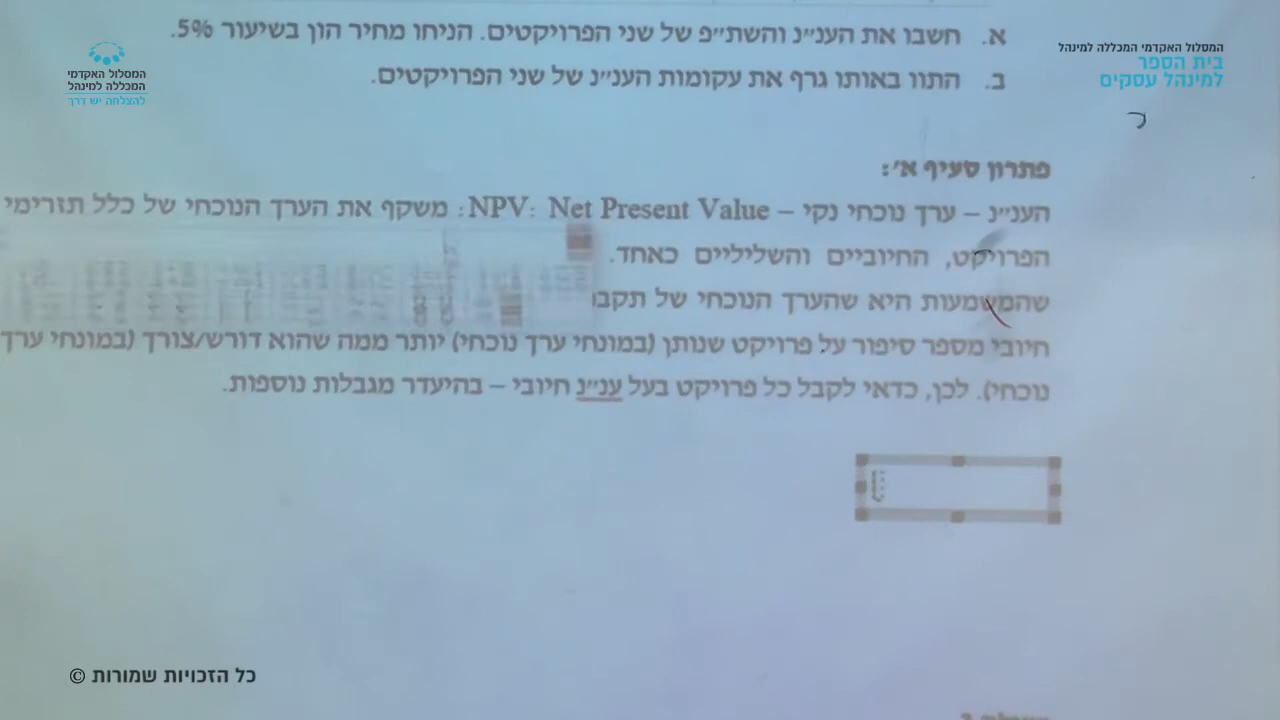 א. חשבו את הענ״נ והשת״פ של שני הפרויקטים. הניחו מחיר הון בשיעור 5%.
ב. התוו באותו גרף את עקומות הענ״נ של שני הפרויקטים.
המסלול האקדמי המכללה למינהל
בית הספר
למינהל עסקים
המסלול האקדמי
המכללה למינהל
להצלחה יש דרך
פתרון סעיף א׳:
הענ״נ – ערך נוכחי נקי – NPV: Net Present Value: משקף את הערך הנוכחי של כלל תזרימי
הפרויקט, החיוביים והשליליים כאחד.
שהמשמעות היא שהערך הנוכחי של
חיובי מספר סיפור על פרויקט שנותן (במונחי ערך נוכחי) יותר ממה שהוא דורש/צורך (במונחי ערך
נוכחי). לכן, כדאי לקבל כל פרויקט בעל ענ״נ חיובי – בהיעדר מגבלות נוספות.
כל הזכויות שמורות ©